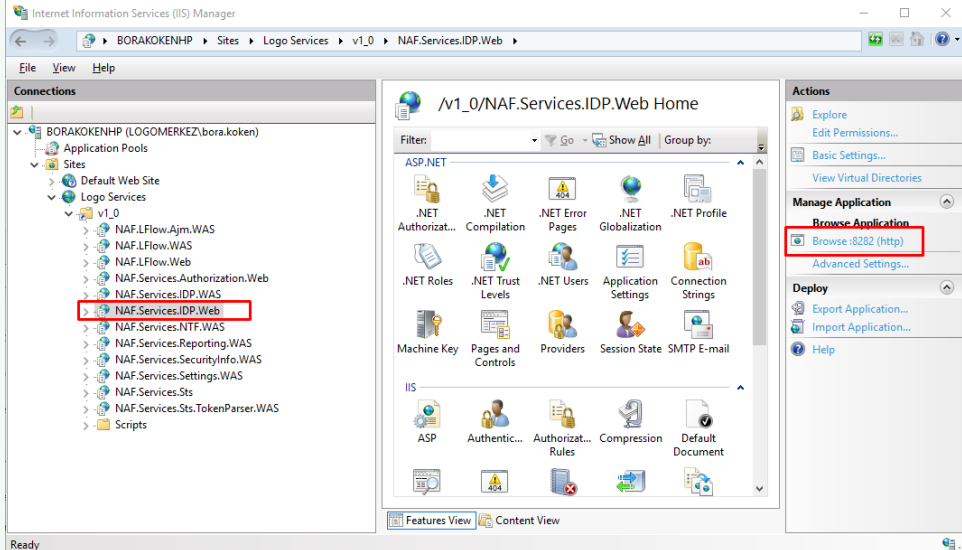 Internet Information Services (IIS) Manager
BORAKOKENHP Sites Logo Services v1_0 NAF.Services.IDP.Web
File View Help
Connections
BORAKOKENHP (LOGOMERKEZ\bora.koken)
Application Pools
Sites
Default Web Site
Logo Services
v1_0
NAF.LFlow.Ajm.WAS
NAF.LFlow.WAS
NAF.LFlow.Web
NAF.Services.Authorization.Web
NAF.Services.IDP.WAS
NAF.Services.IDP.Web
NAF.Services.NTF.WAS
NAF.Services.Reporting.WAS
NAF.Services.SecurityInfo.WAS
NAF.Services.Settings.WAS
NAF.Services.Sts
NAF.Services.Sts.TokenParser.WAS
Scripts
/v1_0/NAF.Services.IDP.Web Home
Filter: Go Show All Group by:
ASP.NET
.NET Authorizat...
.NET Compilation
.NET Error Pages
.NET Globalization
.NET Profile
.NET Roles
.NET Trust Levels
.NET Users
Application Settings
Connection Strings
Machine Key
Pages and Controls
Providers
Session State
SMTP E-mail
IIS
ASP
Authentic...
Authorizat... Rules
Compression
Default Document
Features View Content View
Actions
Explore
Edit Permissions...
Basic Settings...
View Virtual Directories
Manage Application
Browse Application
Browse :8282 (http)
Advanced Settings...
Deploy
Export Application...
Import Application...
Help
Ready